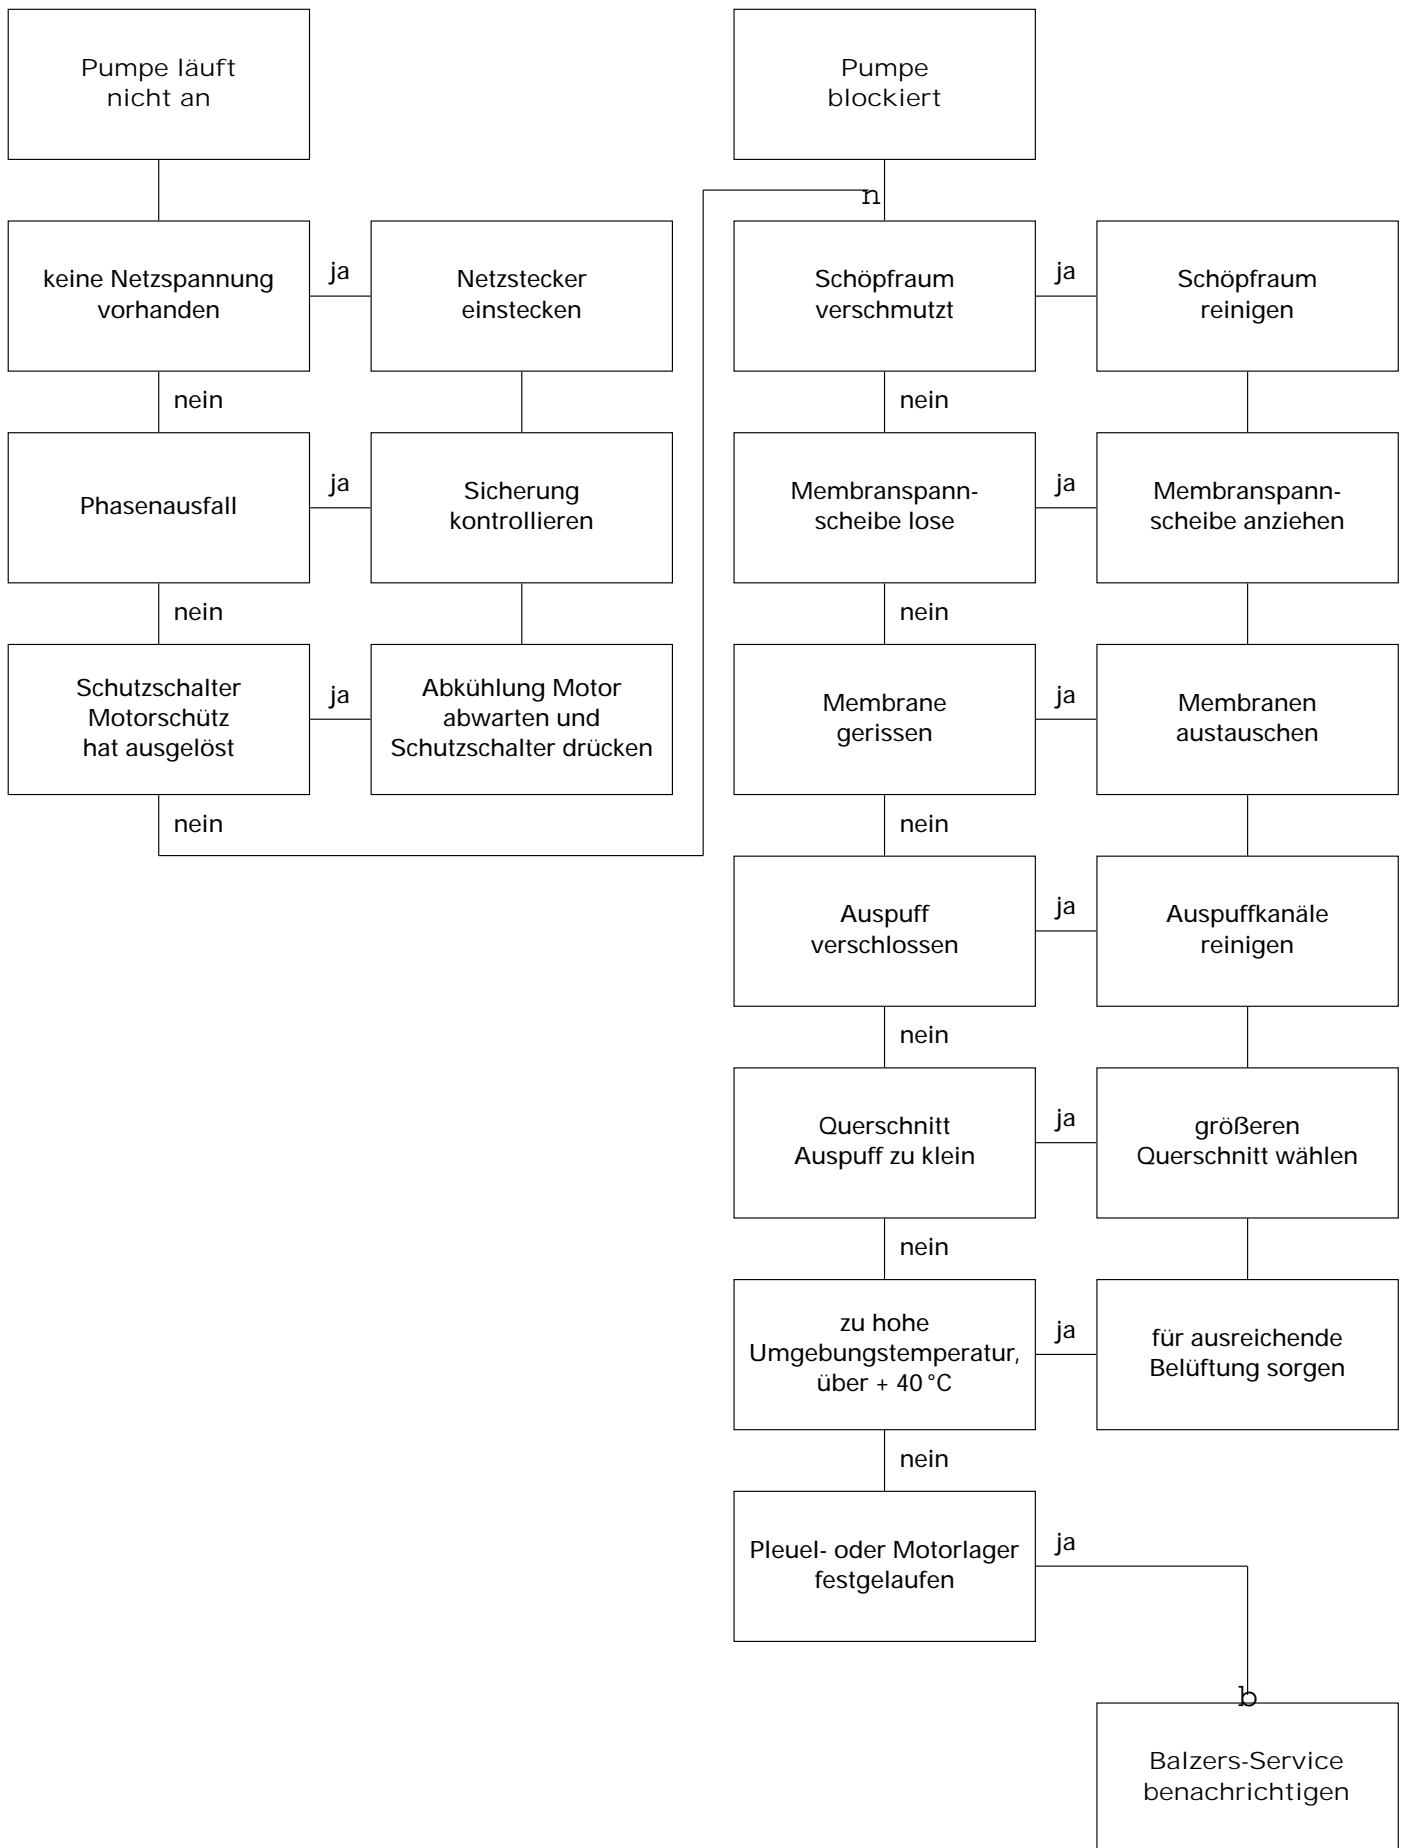 Pumpe läuft
nicht an
keine Netzspannung
vorhanden
ja
Netzstecker
einstecken
nein
Phasenausfall
ja
Sicherung
kontrollieren
nein
Schutzschalter
Motorschütz
hat ausgelöst
ja
Abkühlung Motor
abwarten und
Schutzschalter drücken
nein
Pumpe
blockiert
n
Schöpfraum
verschmutzt
ja
Schöpfraum
reinigen
nein
Membranspann-
scheibe lose
ja
Membranspann-
scheibe anziehen
nein
Membrane
gerissen
ja
Membranen
austauschen
nein
Auspuff
verschlossen
ja
Auspuffkanäle
reinigen
nein
Querschnitt
Auspuff zu klein
ja
größeren
Querschnitt wählen
nein
zu hohe
Umgebungstemperatur,
über + 40 °C
ja
für ausreichende
Belüftung sorgen
nein
Pleuel- oder Motorlager
festgelaufen
ja
b
Balzers-Service
benachrichtigen